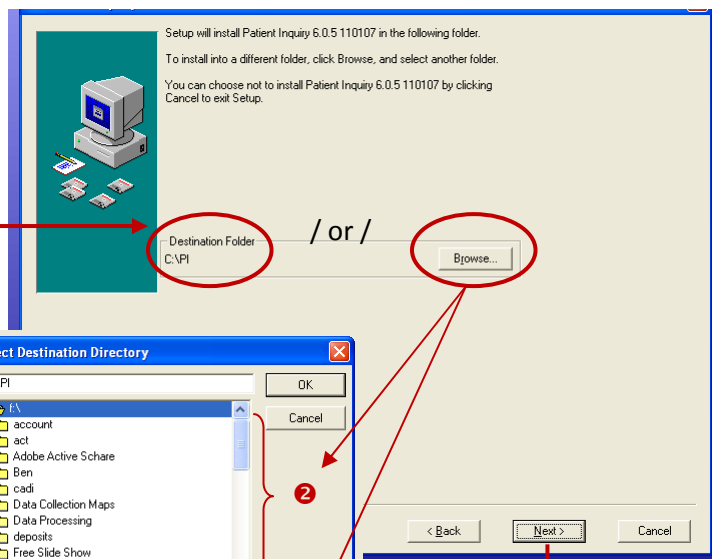 Setup will install Patient Inquiry 6.0.5 110107 in the following folder.
To install into a different folder, click Browse, and select another folder.
You can choose not to install Patient Inquiry 6.0.5 110107 by clicking
Cancel to exit Setup.
/ or /
Destination Folder
C:\PI
Browse...
ect Destination Directory
PI
OK
f:\
Cancel
account
act
Adobe Active Schare
Ben
cadi
Data Collection Maps
Data Processing
deposits
Free Slide Show
2
< Back
Next >
Cancel